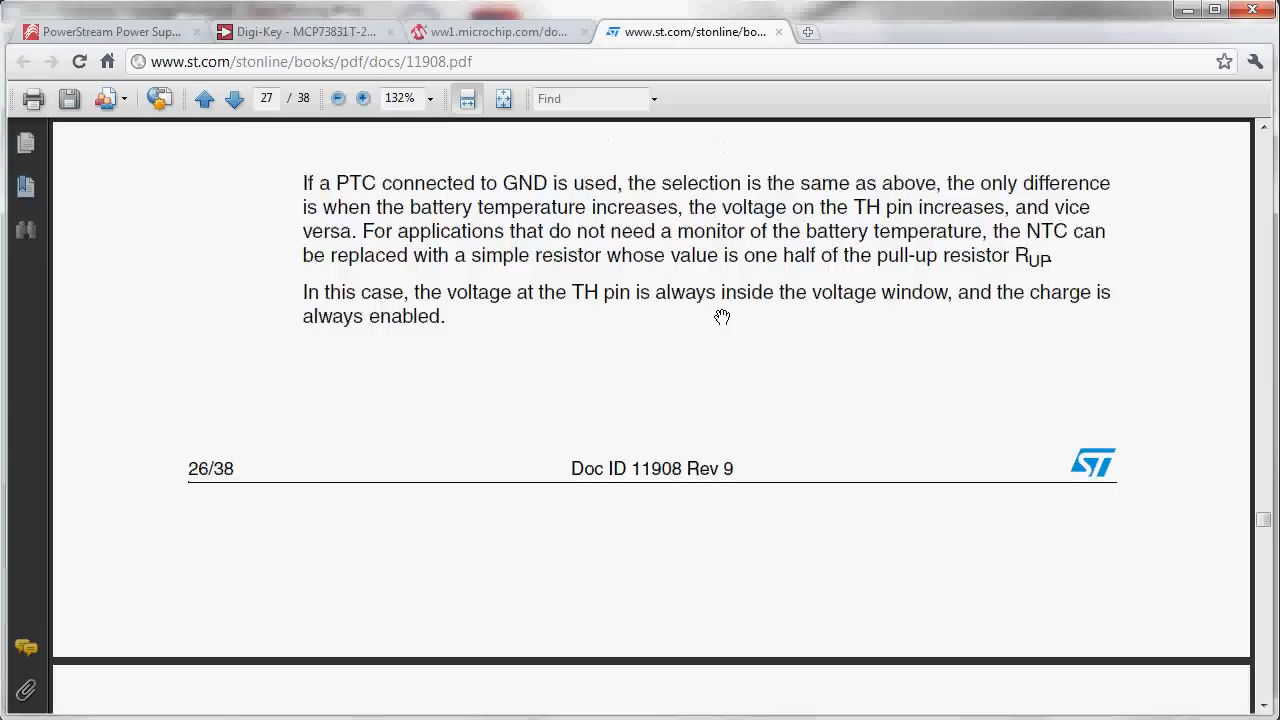 PowerStream Power Sup...
Digi-Key - MCP73831T-2...
ww1.microchip.com/do...
www.st.com/stonline/bo...
www.st.com/stonline/books/pdf/docs/11908.pdf
27 / 38 132% Find
If a PTC connected to GND is used, the selection is the same as above, the only difference
is when the battery temperature increases, the voltage on the TH pin increases, and vice
versa. For applications that do not need a monitor of the battery temperature, the NTC can
be replaced with a simple resistor whose value is one half of the pull-up resistor RUP.
In this case, the voltage at the TH pin is always inside the voltage window, and the charge is
always enabled.
26/38 Doc ID 11908 Rev 9 ST